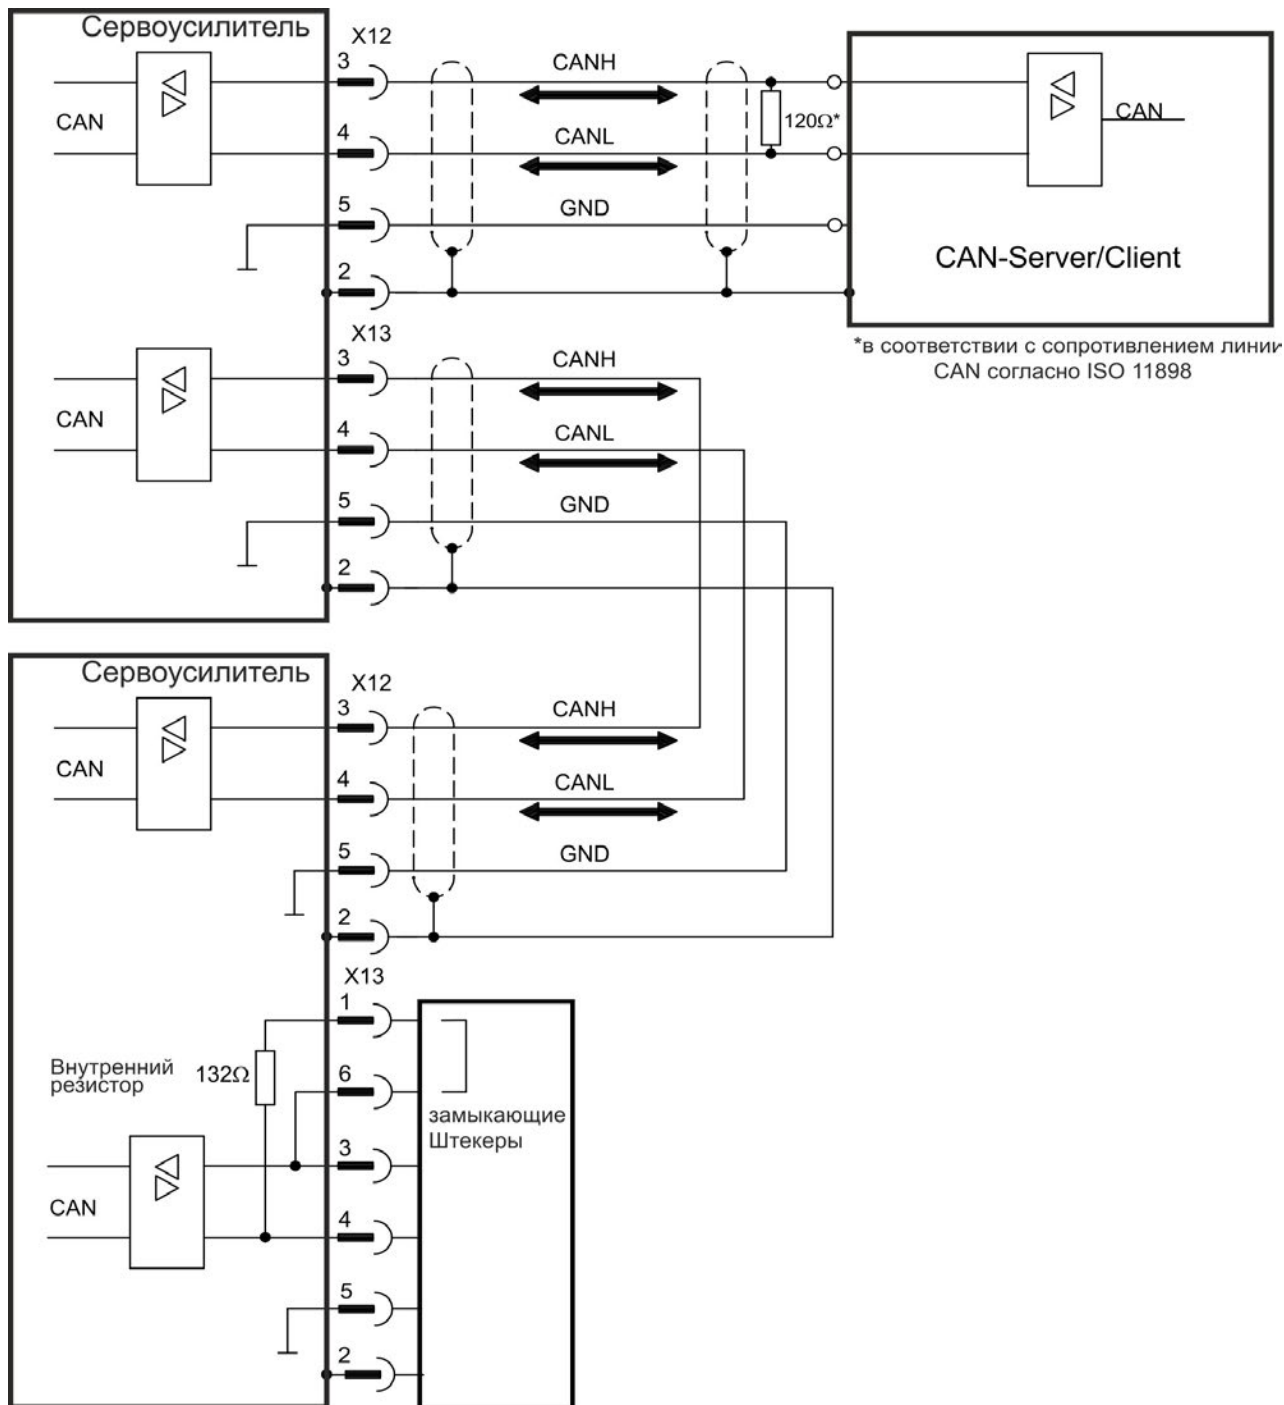 Сервоусилитель
X12
3
CANH
CAN
120Ω*
CAN
4
CANL
5
GND
CAN-Server/Client
2
X13
*в соответствии с сопротивлением линии
CAN согласно ISO 11898
3
CANH
CAN
4
CANL
5
GND
2
Сервоусилитель
X12
3
CANH
CAN
4
CANL
5
GND
2
X13
1
Внутренний
резистор
132Ω
6
замыкающие
Штекеры
3
CAN
4
5
2